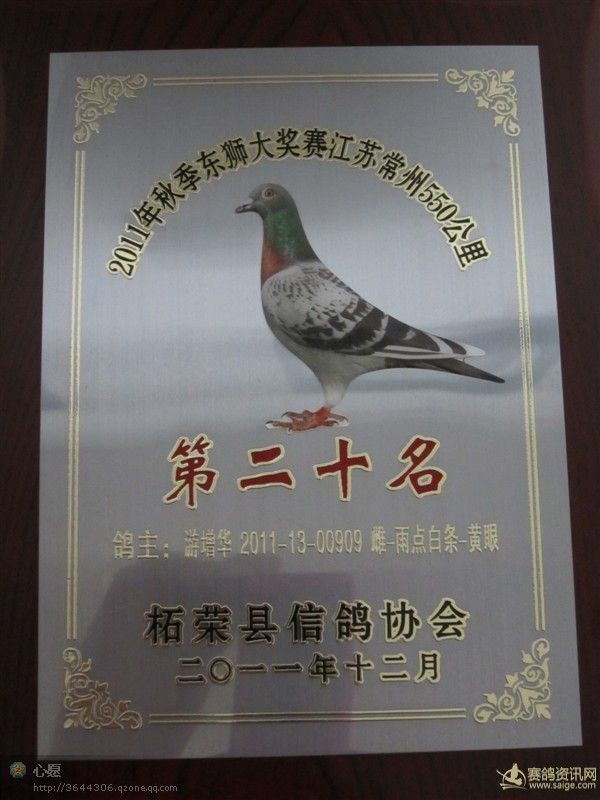 2011年秋季东狮大奖赛江苏常州550公里
第二十名
鸽主：游增华 2011-13-00909 雌-雨点白条-黄眼
柘荣县信鸽协会
二〇一一年十二月
心愿
http://3644306.qzone.qq.com
赛鸽资讯网
www.saige.com